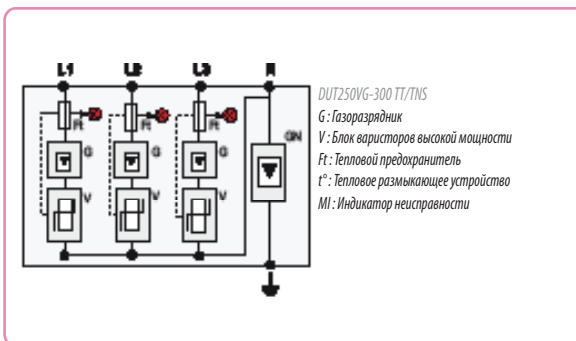 L1 L2 L3 N
DUT250VG-300 TT/TNS
G : Газоразрядник
V : Блок варисторов высокой мощности
Ft : Тепловой предохранитель
t° : Тепловое размыкающее устройство
MI : Индикатор неисправности
Ft Ft Ft
GN
G G G
V V V